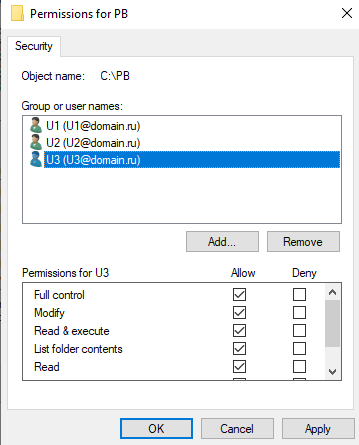 Permissions for PB
Security
Object name: C:\PB
Group or user names:
U1 (U1@domain.ru)
U2 (U2@domain.ru)
U3 (U3@domain.ru)
Add... Remove
Permissions for U3 Allow Deny
Full control
Modify
Read & execute
List folder contents
Read
OK Cancel Apply